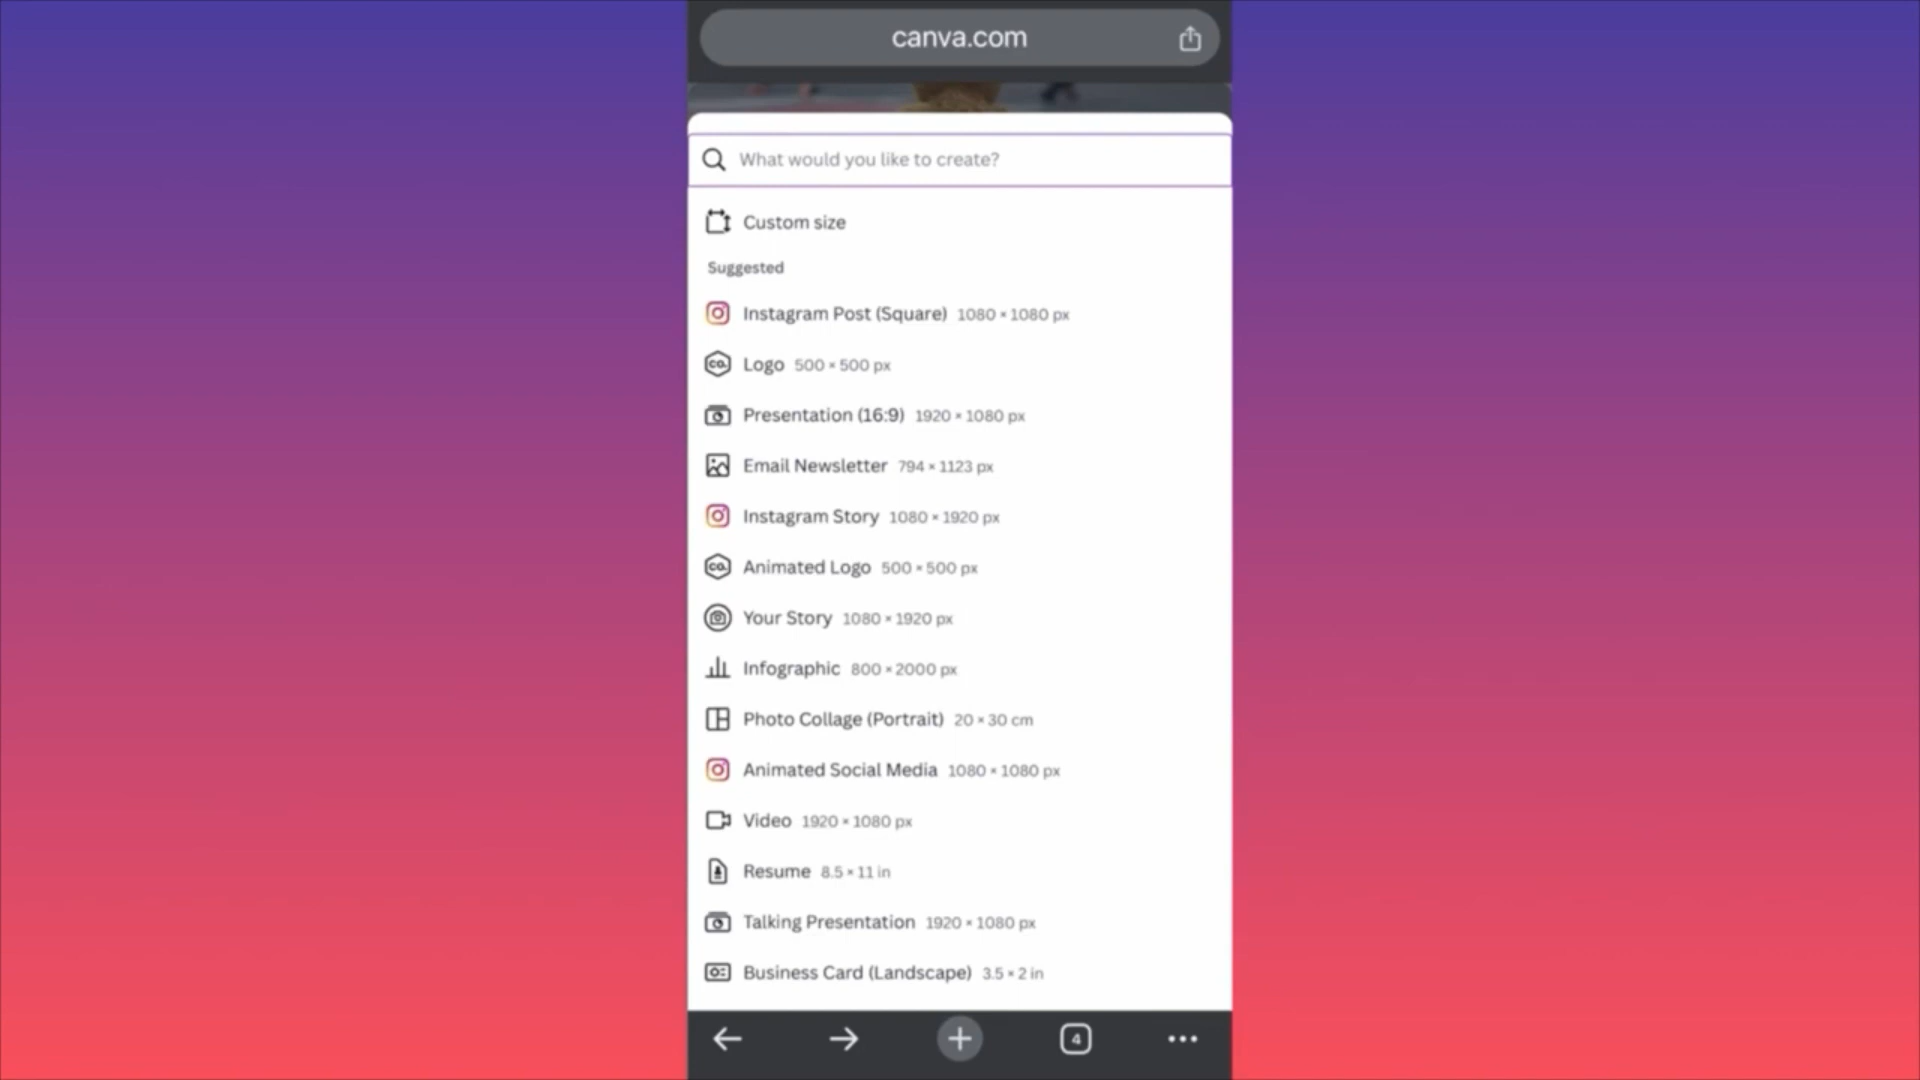 canva.com
What would you like to create?
Custom size
Suggested
Instagram Post (Square) 1080 × 1080 px
CO. Logo 500 × 500 px
Presentation (16:9) 1920 × 1080 px
Email Newsletter 794 × 1123 px
Instagram Story 1080 × 1920 px
CO. Animated Logo 500 × 500 px
Your Story 1080 × 1920 px
Infographic 800 × 2000 px
Photo Collage (Portrait) 20 × 30 cm
Animated Social Media 1080 × 1080 px
Video 1920 × 1080 px
Resume 8.5 × 11 in
Talking Presentation 1920 × 1080 px
Business Card (Landscape) 3.5 × 2 in
4